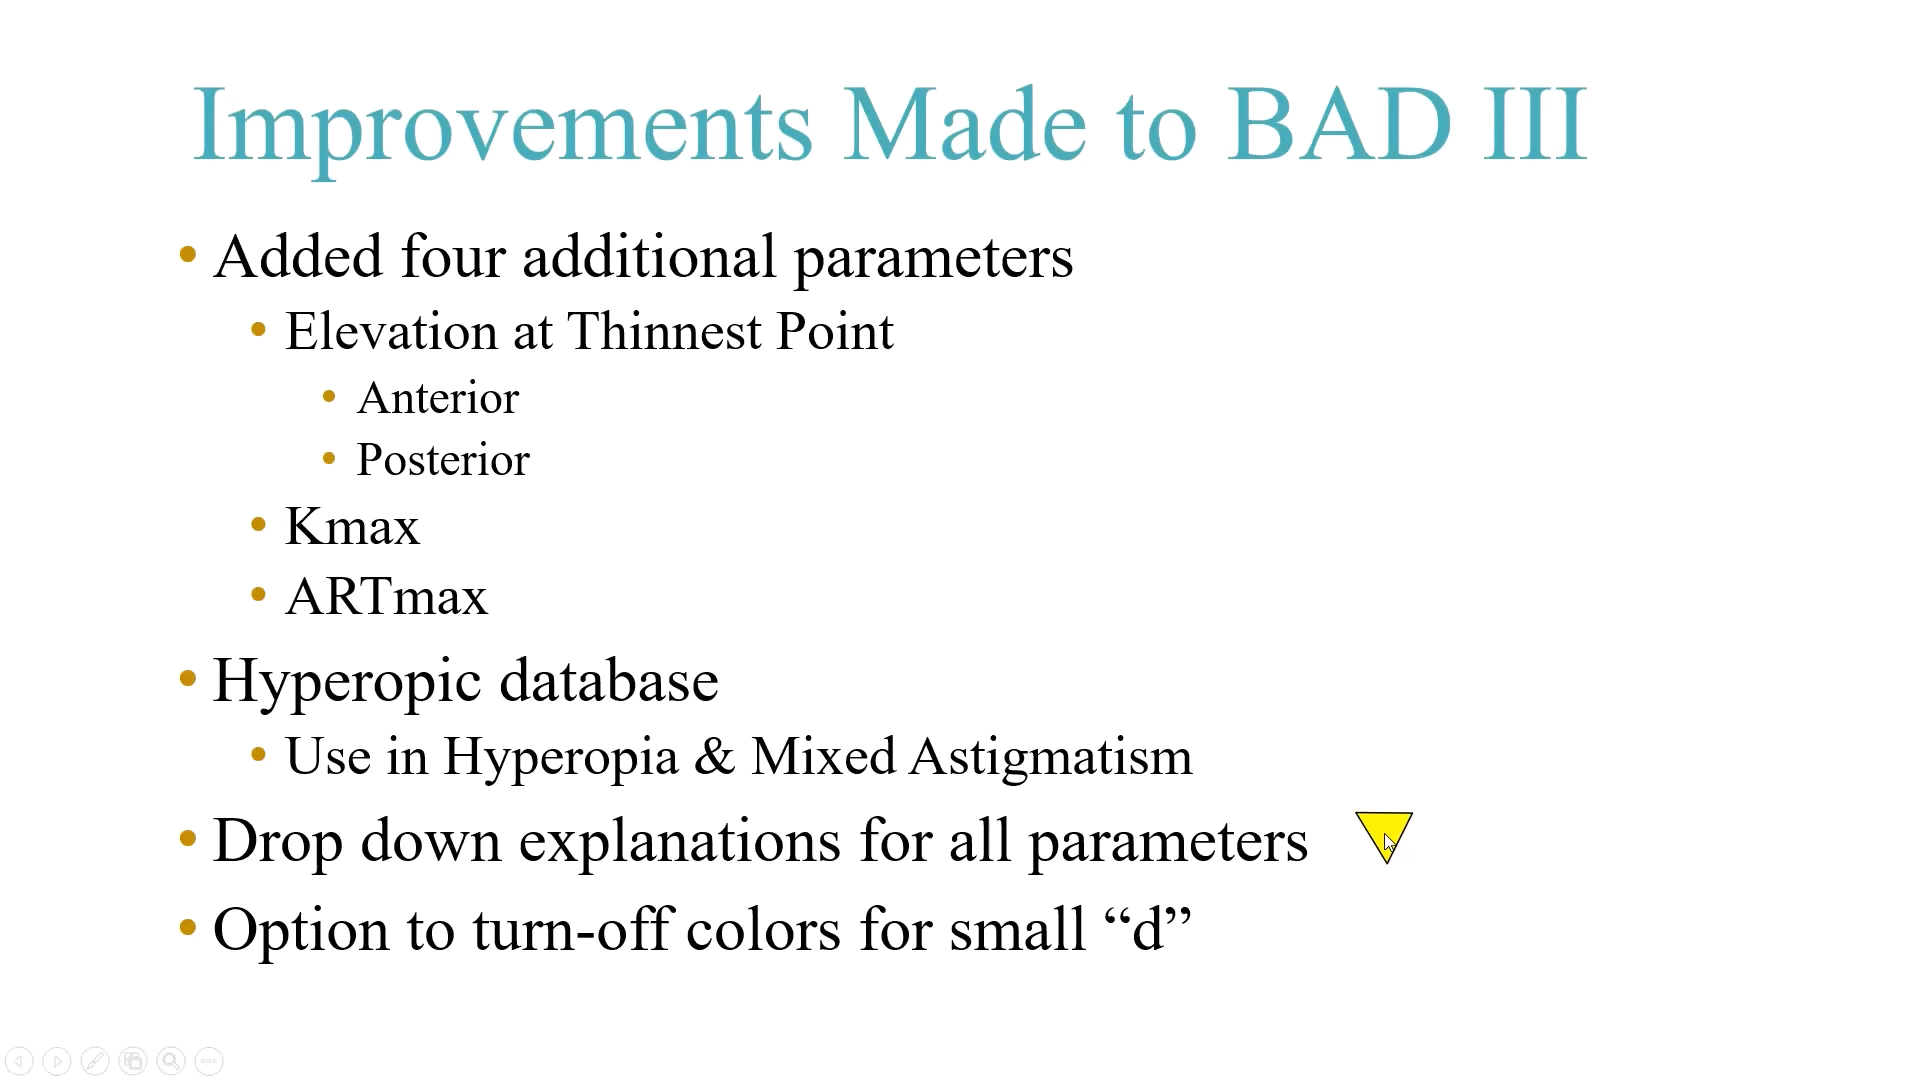 Improvements Made to BAD III
• Added four additional parameters
• Elevation at Thinnest Point
• Anterior
• Posterior
• Kmax
• ARTmax
• Hyperopic database
• Use in Hyperopia & Mixed Astigmatism
• Drop down explanations for all parameters
• Option to turn-off colors for small “d”